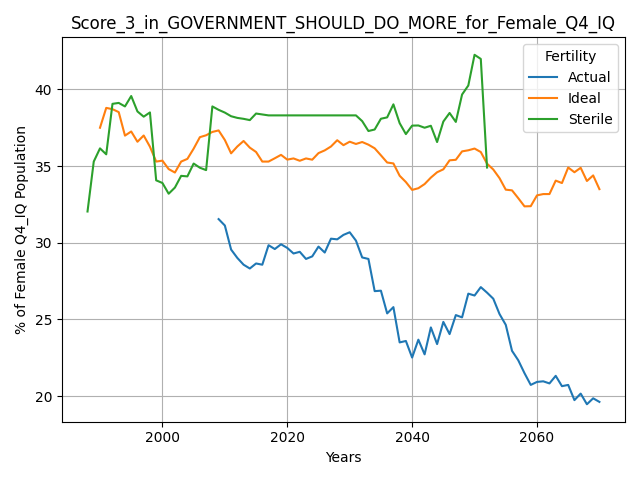 Score_3_in_GOVERNMENT_SHOULD_DO_MORE_for_Female_Q4_IQ
Fertility
Actual
Ideal
Sterile
% of Female Q4_IQ Population
40
35
30
25
20
2000
2020
2040
2060
Years